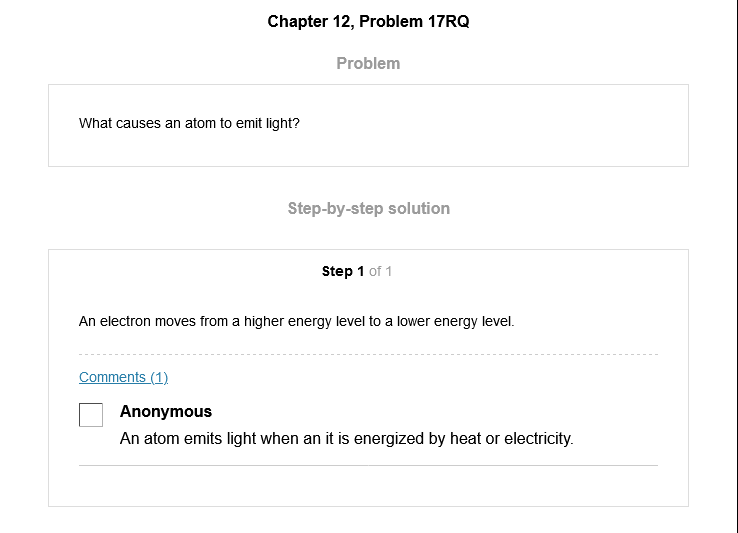 Chapter 12, Problem 17RQ
Problem
What causes an atom to emit light?
Step-by-step solution
Step 1 of 1
An electron moves from a higher energy level to a lower energy level.
Comments (1)
Anonymous
An atom emits light when an it is energized by heat or electricity.